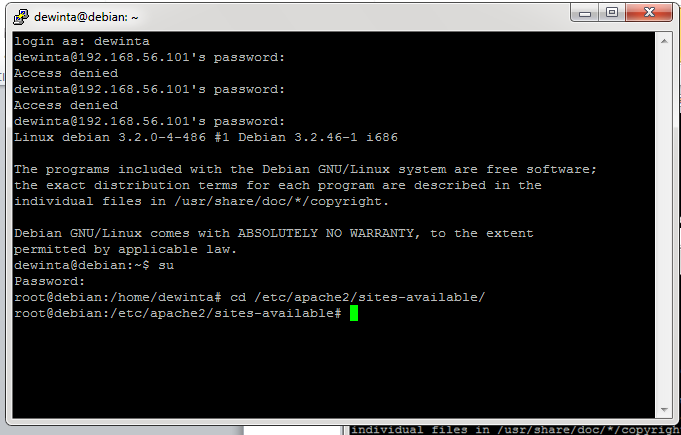 dewinta@debian: ~
login as: dewinta
dewinta@192.168.56.101's password:
Access denied
dewinta@192.168.56.101's password:
Access denied
dewinta@192.168.56.101's password:
Linux debian 3.2.0-4-486 #1 Debian 3.2.46-1 i686
The programs included with the Debian GNU/Linux system are free software;
the exact distribution terms for each program are described in the
individual files in /usr/share/doc/*/copyright.
Debian GNU/Linux comes with ABSOLUTELY NO WARRANTY, to the extent
permitted by applicable law.
dewinta@debian:~$ su
Password:
root@debian:/home/dewinta# cd /etc/apache2/sites-available/
root@debian:/etc/apache2/sites-available#
individual files in /usr/share/doc/*/copyrigh